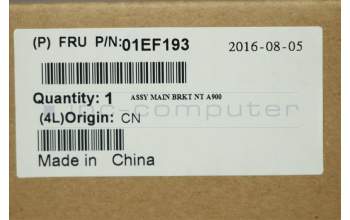 (P) FRU P/N:01EF193 2016-08-05
Quantity: 1 ASSY MAIN BRKT NT A900
ipc-computer
(4L)Origin: CN
Made in China